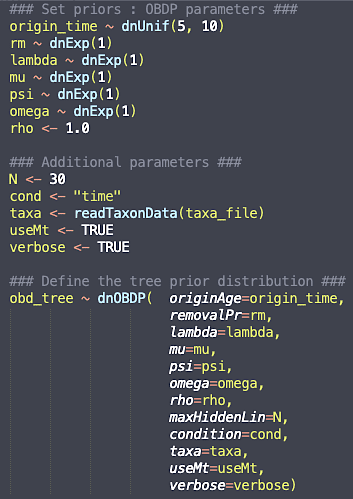 ### Set priors : OBDP parameters ###
origin_time ~ dnUnif(5, 10)
rm ~ dnExp(1)
lambda ~ dnExp(1)
mu ~ dnExp(1)
psi ~ dnExp(1)
omega ~ dnExp(1)
rho <- 1.0
### Additional parameters ###
N <- 30
cond <- "time"
taxa <- readTaxonData(taxa_file)
useMt <- TRUE
verbose <- TRUE
### Define the tree prior distribution ###
obd_tree ~ dnOBDP(  originAge=origin_time,
removalPr=rm,
lambda=lambda,
mu=mu,
psi=psi,
omega=omega,
rho=rho,
maxHiddenLin=N,
condition=cond,
taxa=taxa,
useMt=useMt,
verbose=verbose)